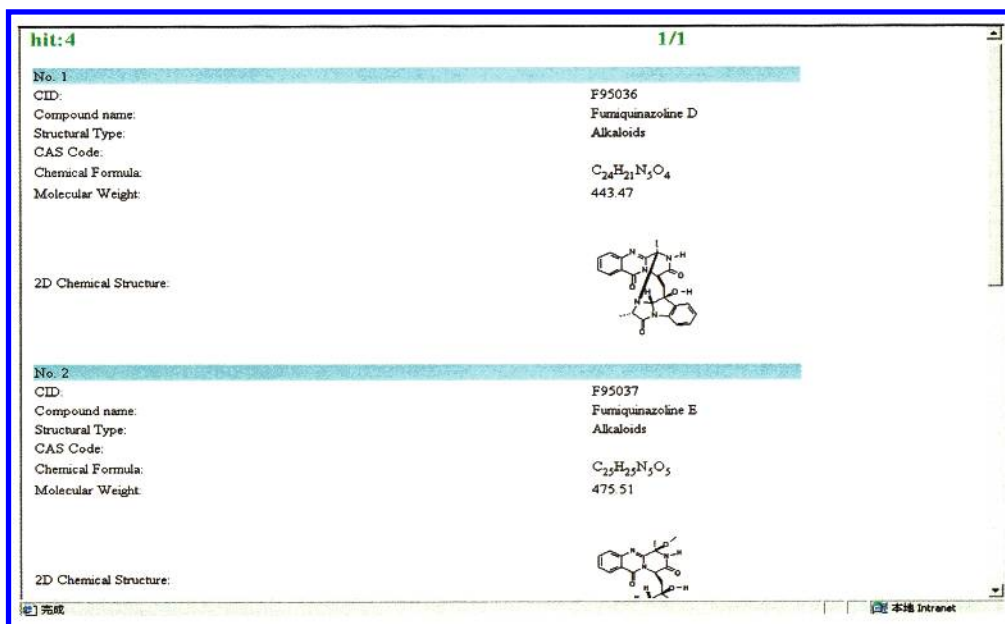 hit:4 1/1
No. 1
CID: F95036
Compound name: Fumiquinazoline D
Structural Type: Alkaloids
CAS Code:
Chemical Formula: C24H21N5O4
Molecular Weight: 443.47
N
N-H
N
O
O
H
O-H
N
N
O
2D Chemical Structure:
No. 2
CID: F95037
Compound name: Fumiquinazoline E
Structural Type: Alkaloids
CAS Code:
Chemical Formula: C25H25N5O5
Molecular Weight: 475.51
O
N
N-H
N
O
O
H
O-H
2D Chemical Structure:
完成 本地 Intranet